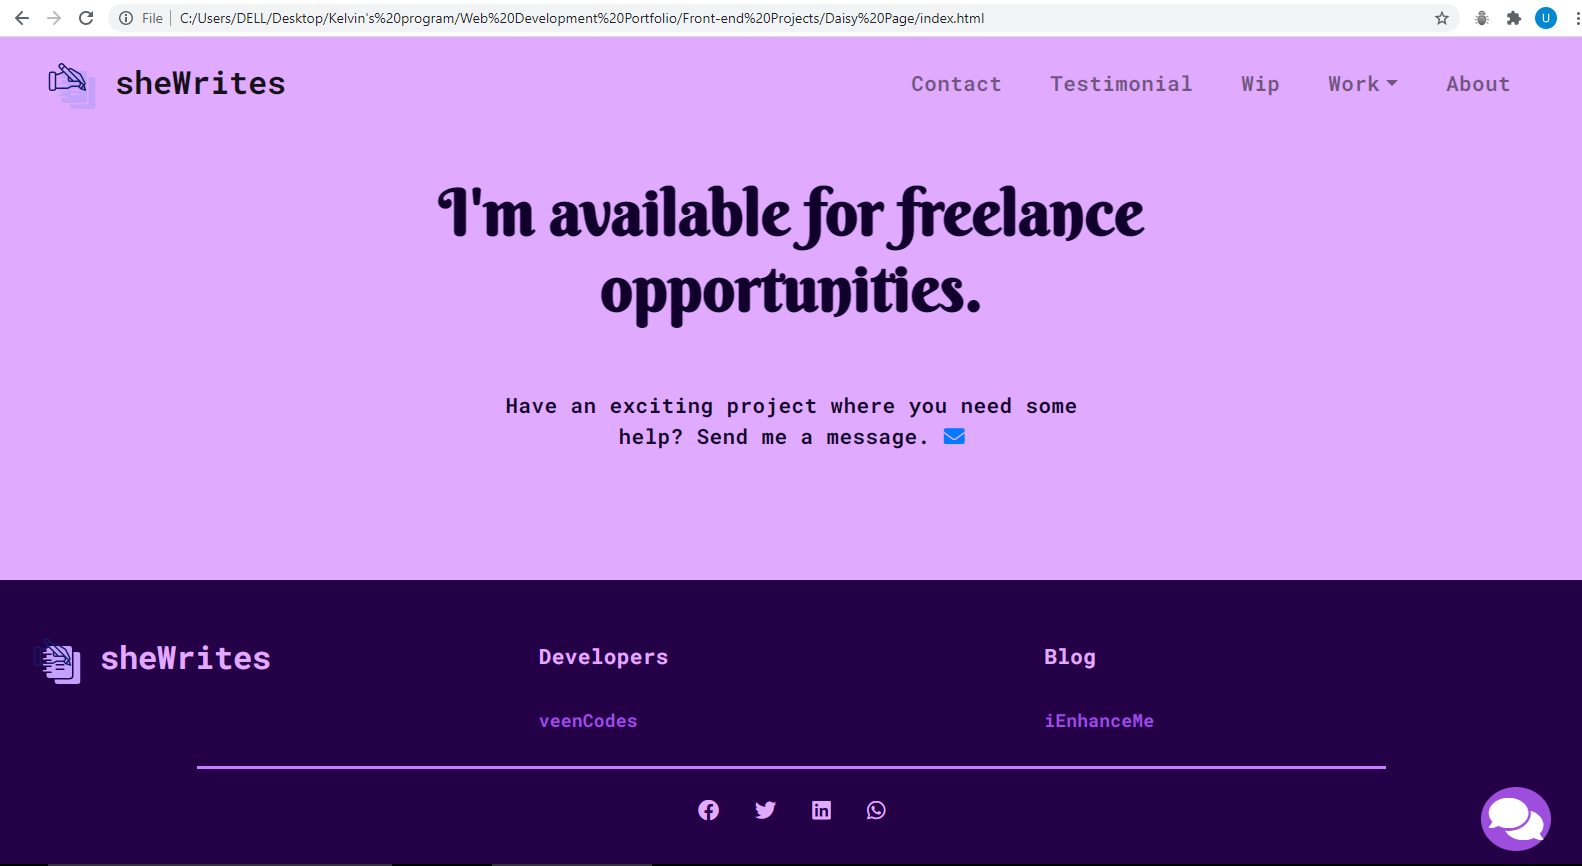 File
C:/Users/DELL/Desktop/Kelvin's%20program/Web%20Development%20Portfolio/Front-end%20Projects/Daisy%20Page/index.html
U
sheWrites
Contact Testimonial Wip Work About
I'm available for freelance
opportunities.
Have an exciting project where you need some
help? Send me a message.
sheWrites
Developers
Blog
veenCodes
iEnhanceMe